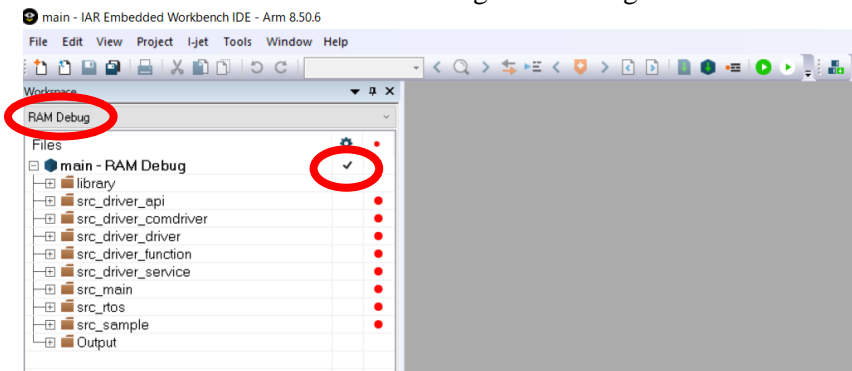 main - IAR Embedded Workbench IDE - Arm 8.50.6
File Edit View Project I-jet Tools Window Help
Workspace
RAM Debug
Files
main - RAM Debug
library
src_driver_api
src_driver_comdriver
src_driver_driver
src_driver_function
src_driver_service
src_main
src_rtos
src_sample
Output